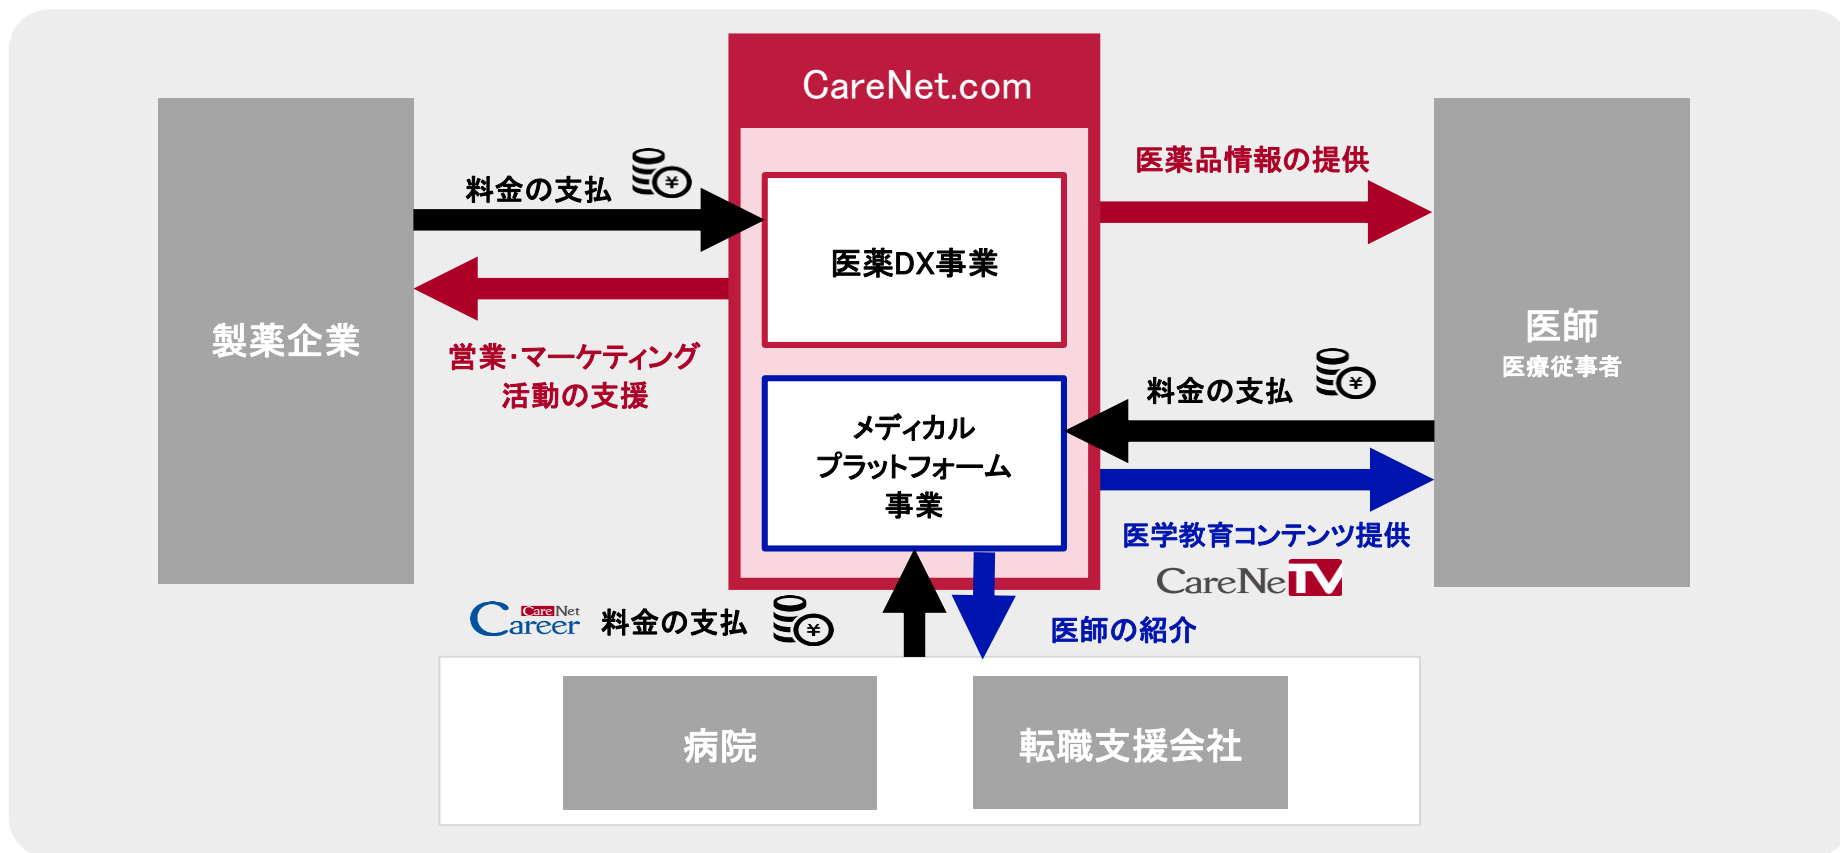 CareNet.com
料金の支払
¥
医薬品情報の提供
医薬DX事業
製薬企業
営業・マーケティング
活動の支援
医師
医療従事者
料金の支払
¥
メディカル
プラットフォーム
事業
医学教育コンテンツ提供
CareNeTV
CareNet
Career
料金の支払
¥
医師の紹介
病院
転職支援会社